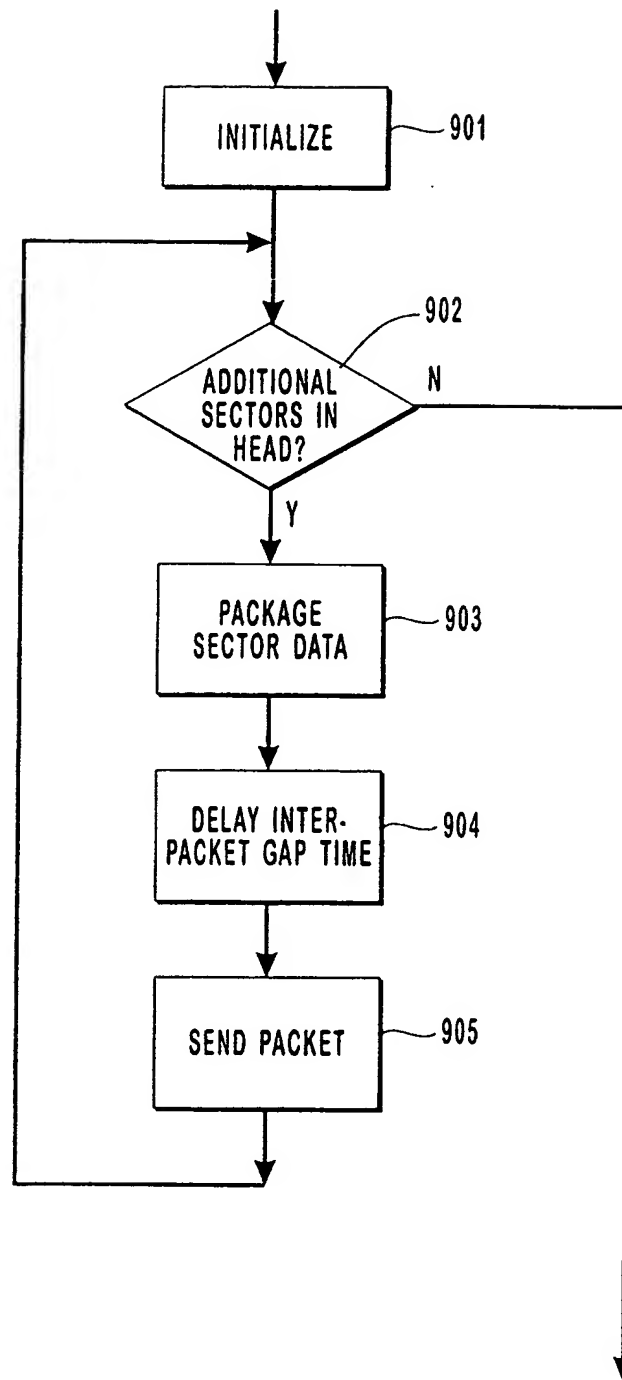 INITIALIZE
901
902
ADDITIONAL
SECTORS IN
HEAD?
N
Y
PACKAGE
SECTOR DATA
903
DELAY INTER-
PACKET GAP TIME
904
SEND PACKET
905